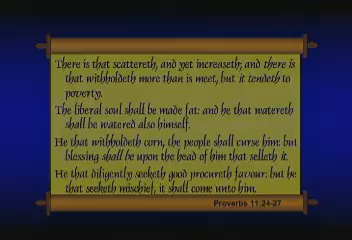 There is that scattereth, and yet increaseth; and there is
that withholdeth more than is meet, but it tendeth to
poverty.
The liberal soul shall be made fat: and he that watereth
shall be watered also himself.
He that withholdeth corn, the people shall curse him: but
blessing shall be upon the head of him that selleth it.
He that diligently seeketh good procureth favour: but he
that seeketh mischief, it shall come unto him.
Proverbs 11:24-27